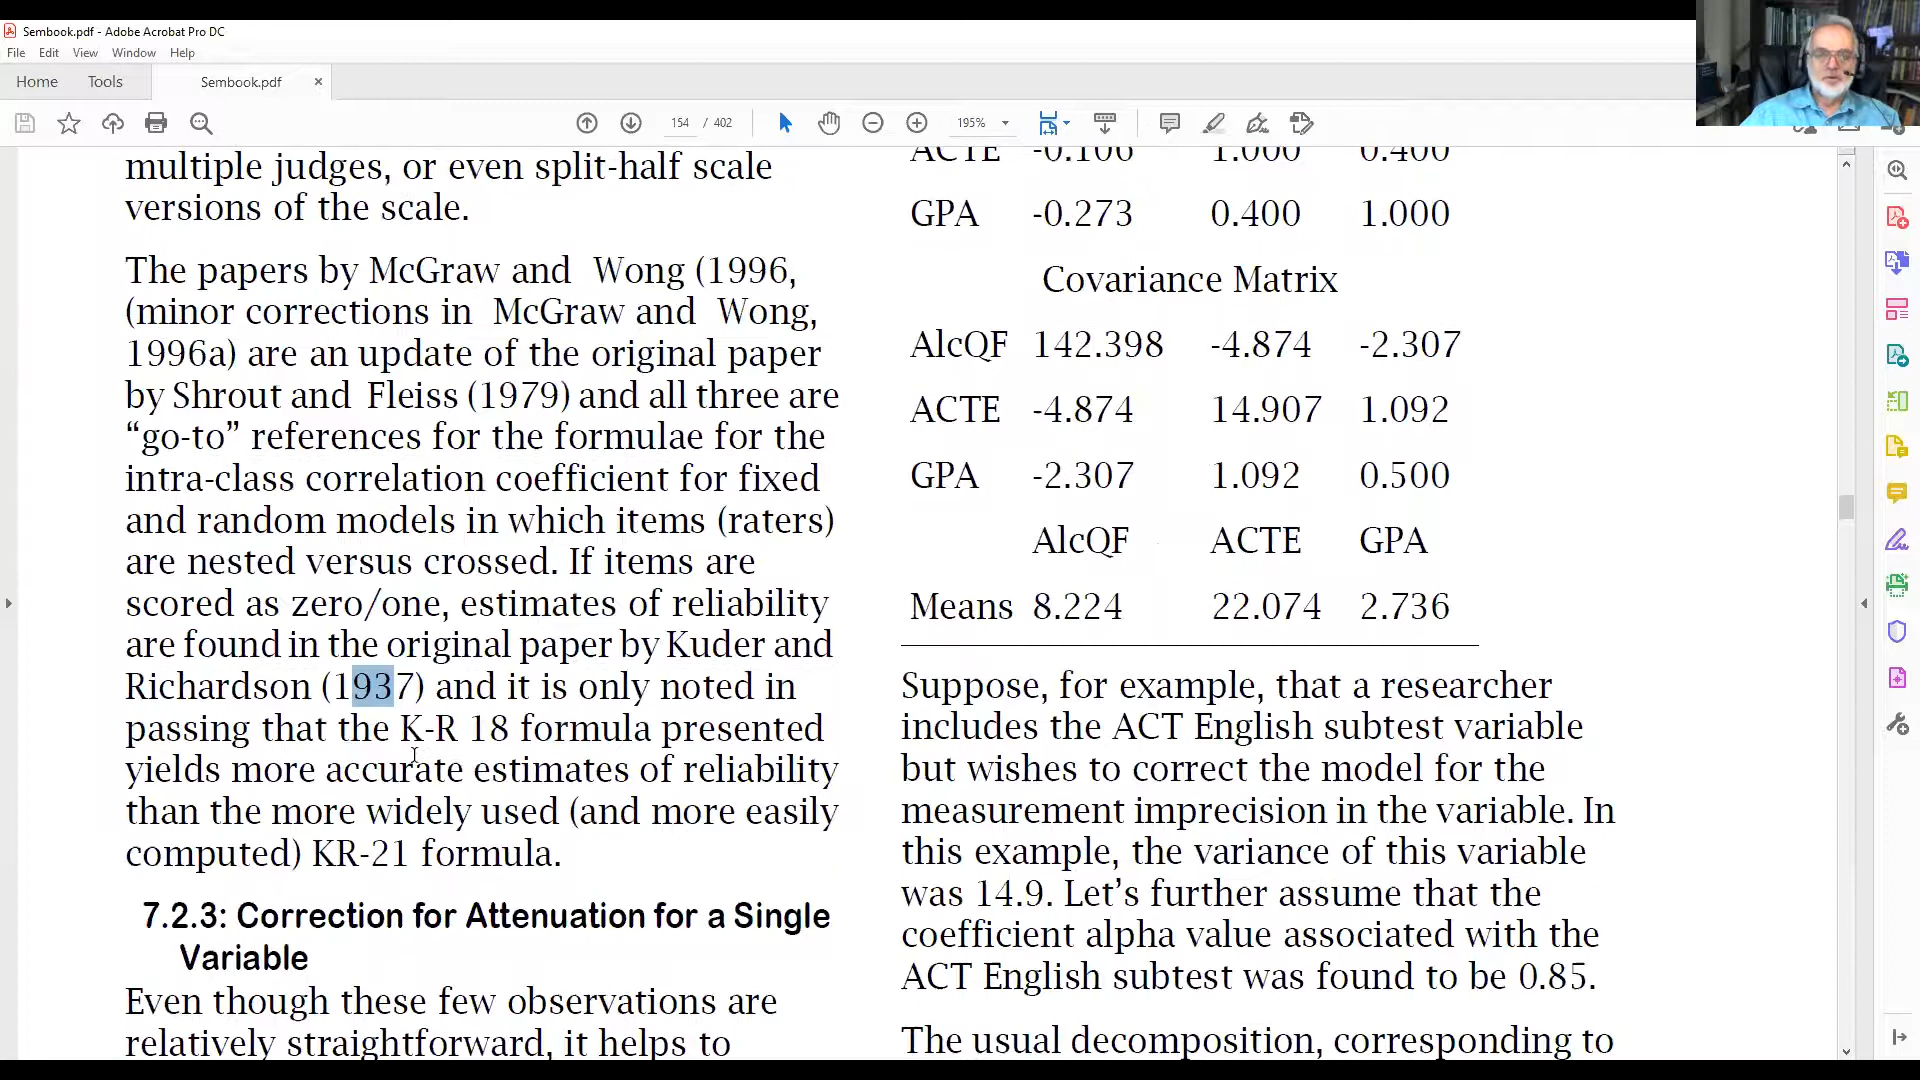 Sembook.pdf - Adobe Acrobat Pro DC
File Edit View Window Help
Home Tools Sembook.pdf ×
154 / 402 195%
multiple judges, or even split-half scale
versions of the scale.
The papers by McGraw and Wong (1996,
(minor corrections in McGraw and Wong,
1996a) are an update of the original paper
by Shrout and Fleiss (1979) and all three are
“go-to” references for the formulae for the
intra-class correlation coefficient for fixed
and random models in which items (raters)
are nested versus crossed. If items are
scored as zero/one, estimates of reliability
are found in the original paper by Kuder and
Richardson (1937) and it is only noted in
passing that the K-R 18 formula presented
yields more accurate estimates of reliability
than the more widely used (and more easily
computed) KR-21 formula.
7.2.3: Correction for Attenuation for a Single
Variable
Even though these few observations are
relatively straightforward, it helps to
ACTE -0.106 1.000 0.400
GPA -0.273 0.400 1.000
Covariance Matrix
AlcQF 142.398 -4.874 -2.307
ACTE -4.874 14.907 1.092
GPA -2.307 1.092 0.500
AlcQF ACTE GPA
Means 8.224 22.074 2.736
Suppose, for example, that a researcher
includes the ACT English subtest variable
but wishes to correct the model for the
measurement imprecision in the variable. In
this example, the variance of this variable
was 14.9. Let’s further assume that the
coefficient alpha value associated with the
ACT English subtest was found to be 0.85.
The usual decomposition, corresponding to